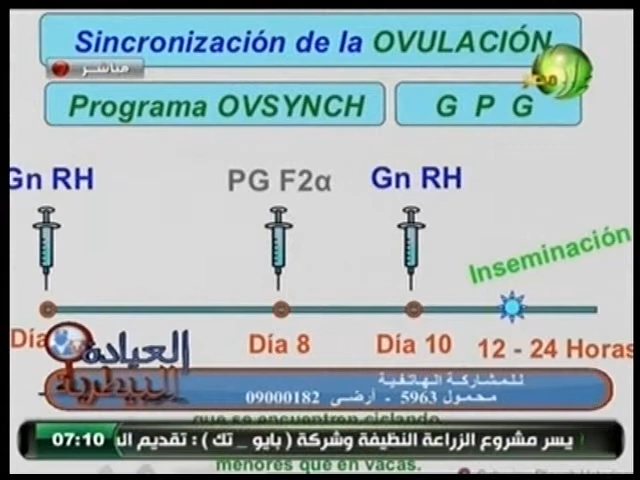 Sincronización de la OVULACIÓN
مباشر
مصر
Programa OVSYNCH
G P G
Gn RH
PG F2α
Gn RH
Inseminación
Día
Día 8
Día 10
12 - 24 Horas
العيادة
البيطرية
للمشاركة الهاتفية
محمول 5963 - أرضى 09000182
que se encuentren ciclando
07:10
يسر مشروع الزراعة النظيفة وشركة ( بايو _ تك ) : تقديم
menores que en vacas.